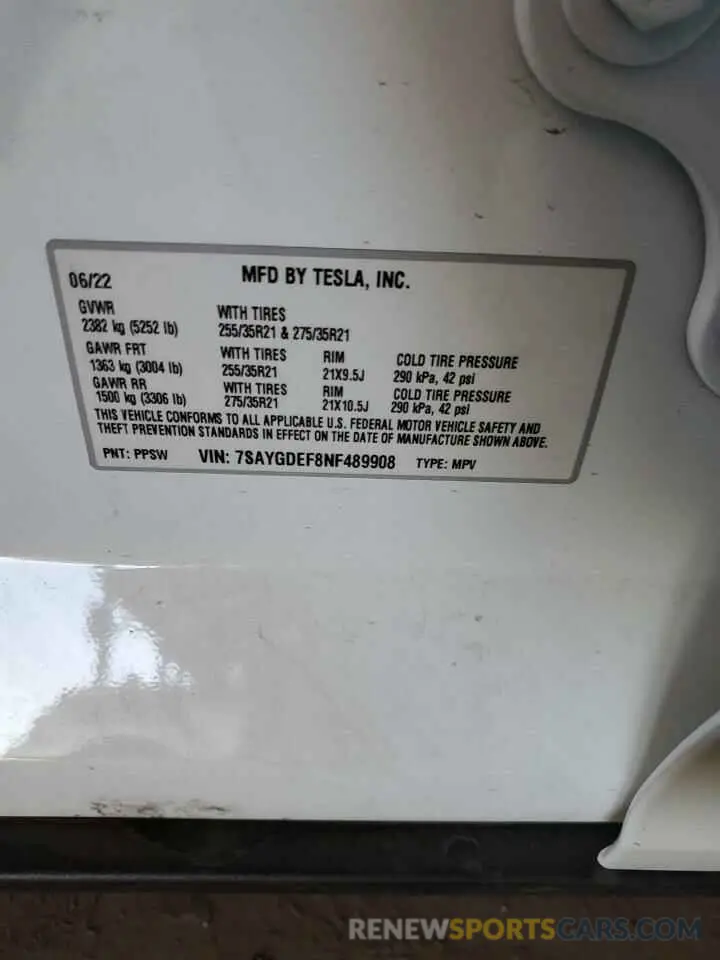 06/22 MFD BY TESLA, INC.
GVWR WITH TIRES
2382 kg (5252 lb) 255/35R21 & 275/35R21
GAWR FRT WITH TIRES RIM COLD TIRE PRESSURE
1363 kg (3004 lb) 255/35R21 21X9.5J 290 kPa, 42 psi
GAWR RR WITH TIRES RIM COLD TIRE PRESSURE
1500 kg (3306 lb) 275/35R21 21X10.5J 290 kPa, 42 psi
THIS VEHICLE CONFORMS TO ALL APPLICABLE U.S. FEDERAL MOTOR VEHICLE SAFETY AND
THEFT PREVENTION STANDARDS IN EFFECT ON THE DATE OF MANUFACTURE SHOWN ABOVE.
PNT: PPSW VIN: 7SAYGDEF8NF489908 TYPE: MPV
RENEWSPORTSCARS.COM